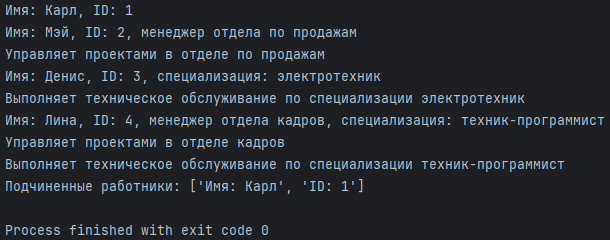 Имя: Карл, ID: 1
Имя: Мэй, ID: 2, менеджер отдела по продажам
Управляет проектами в отделе по продажам
Имя: Денис, ID: 3, специализация: электротехник
Выполняет техническое обслуживание по специализации электротехник
Имя: Лина, ID: 4, менеджер отдела кадров, специализация: техник-программист
Управляет проектами в отделе кадров
Выполняет техническое обслуживание по специализации техник-программист
Подчиненные работники: ['Имя: Карл', 'ID: 1']
Process finished with exit code 0